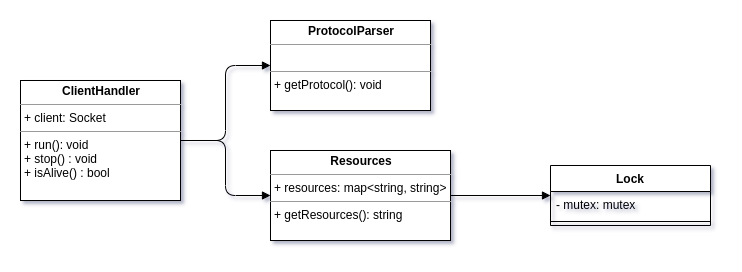 ProtocolParser
+ getProtocol(): void
ClientHandler
+ client: Socket
+ run(): void
+ stop() : void
+ isAlive() : bool
Resources
+ resources: map<string, string>
+ getResources(): string
Lock
- mutex: mutex